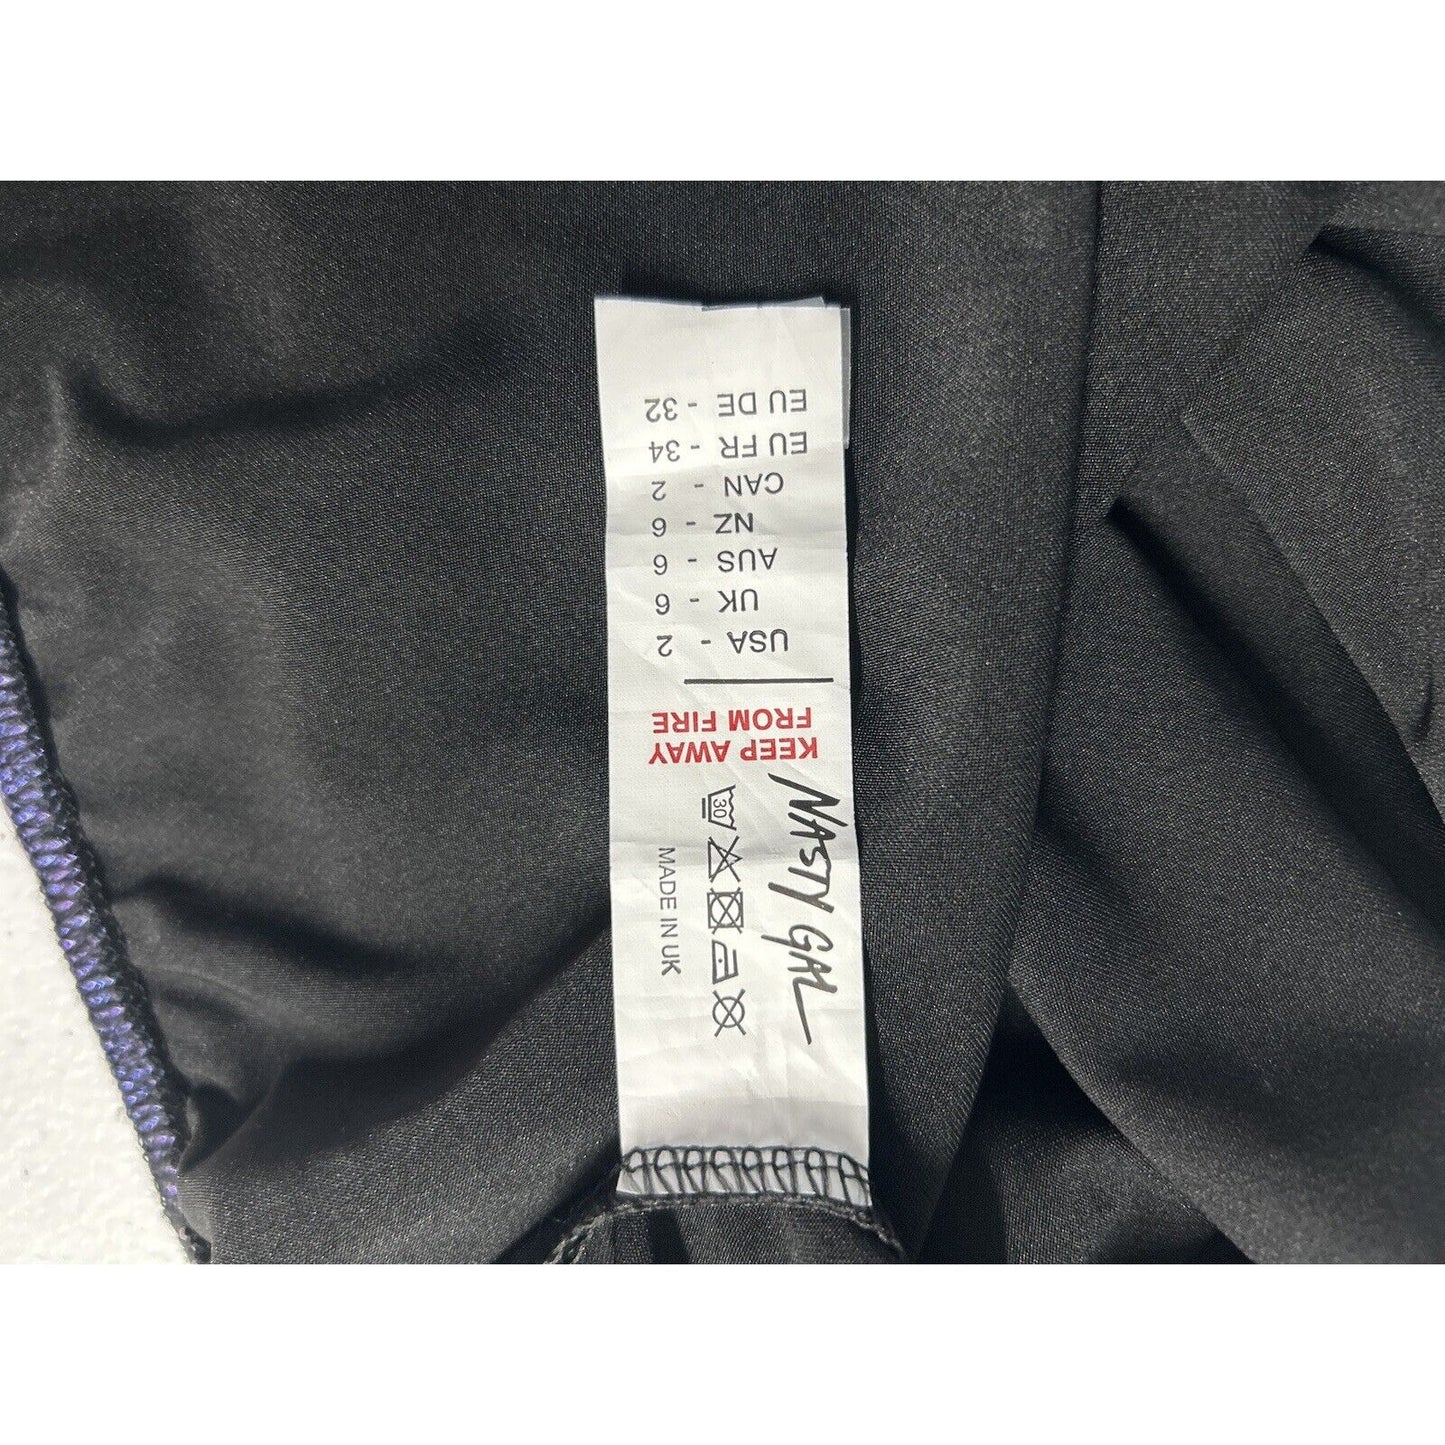 NASTY GAL
30
MADE IN UK
KEEP AWAY
FROM FIRE
USA - 2
UK - 6
AUS - 6
NZ - 6
CAN - 2
EU FR - 34
EU DE - 32